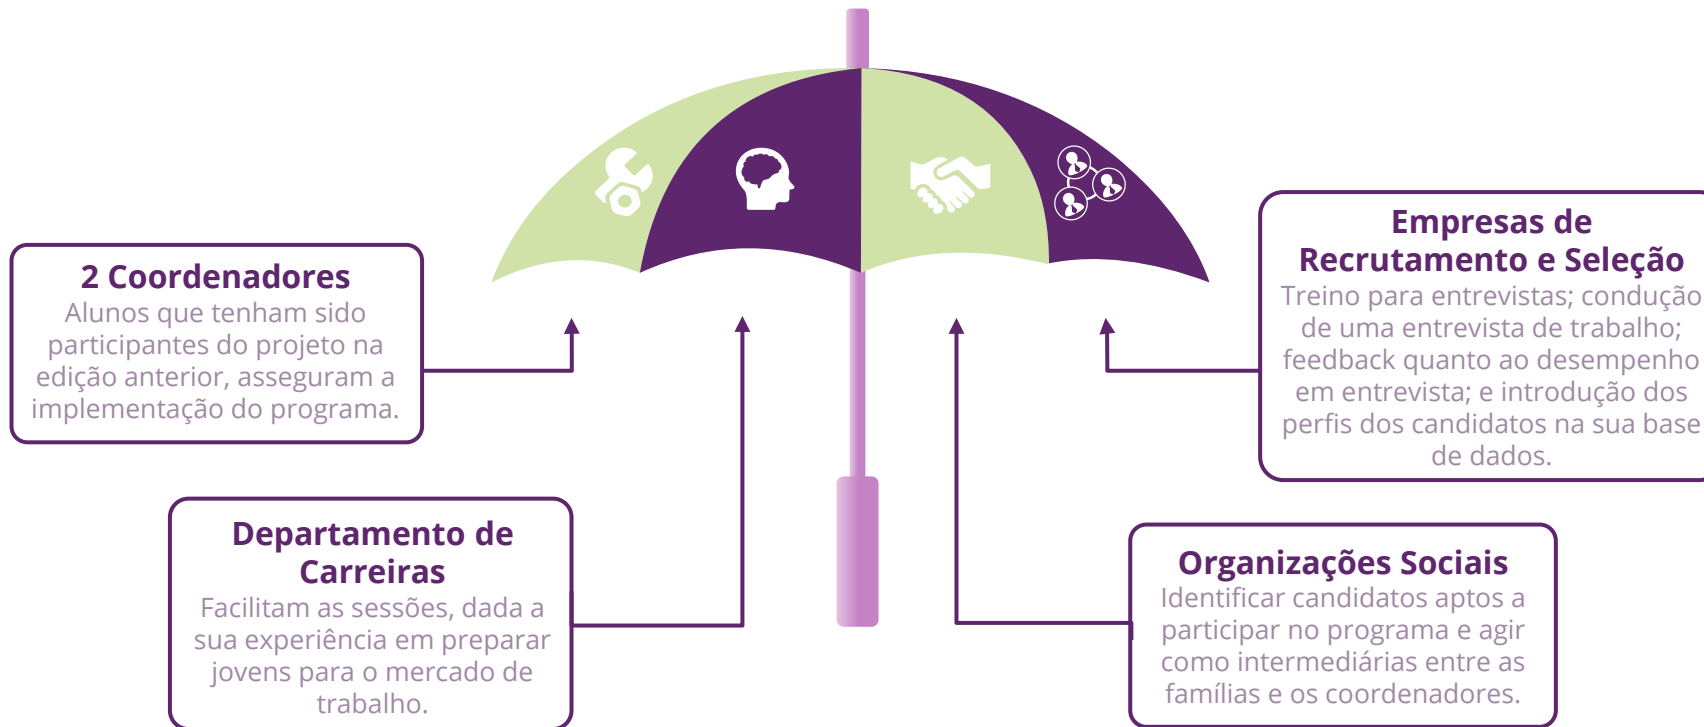 2 Coordenadores
Alunos que tenham sido
participantes do projeto na
edição anterior, asseguram a
implementação do programa.
Departamento de
Carreiras
Facilitam as sessões, dada a
sua experiência em preparar
jovens para o mercado de
trabalho.
Organizações Sociais
Identificar candidatos aptos a
participar no programa e agir
como intermediárias entre as
famílias e os coordenadores.
Empresas de
Recrutamento e Seleção
Treino para entrevistas; condução
de uma entrevista de trabalho;
feedback quanto ao desempenho
em entrevista; e introdução dos
perfis dos candidatos na sua base
de dados.